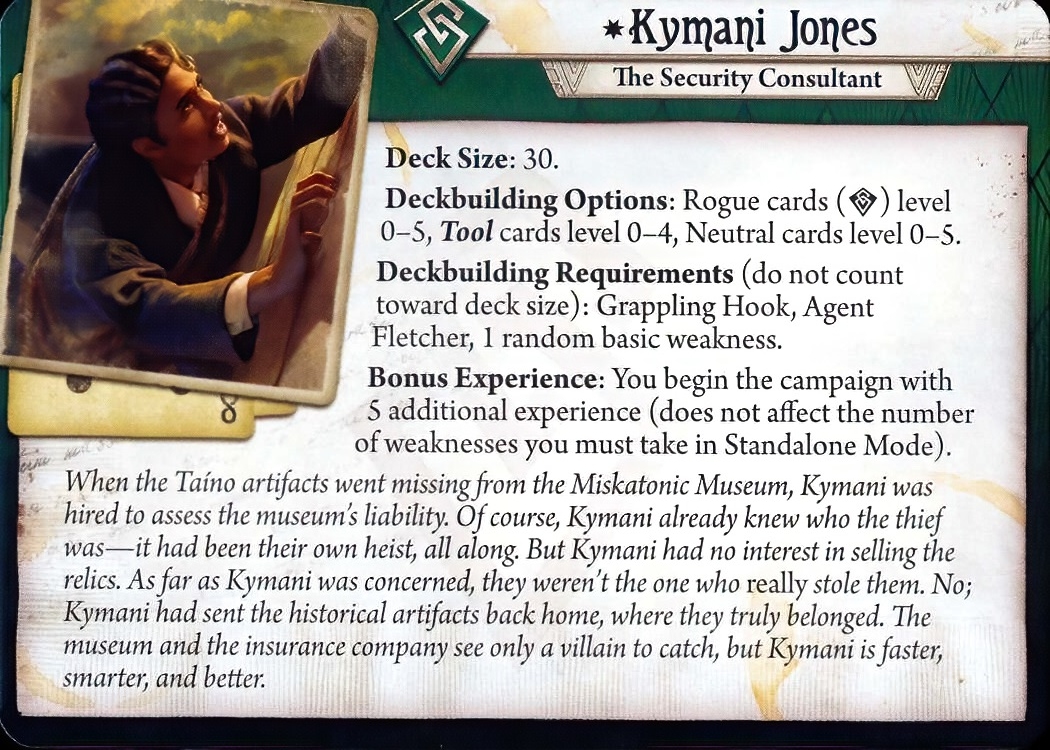 Kymani Jones
The Security Consultant
Deck Size: 30.
Deckbuilding Options: Rogue cards ( ) level
0–5, Tool cards level 0–4, Neutral cards level 0–5.
Deckbuilding Requirements (do not count
toward deck size): Grappling Hook, Agent
Fletcher, 1 random basic weakness.
Bonus Experience: You begin the campaign with
5 additional experience (does not affect the number
of weaknesses you must take in Standalone Mode).
When the Taíno artifacts went missing from the Miskatonic Museum, Kymani was
hired to assess the museum's liability. Of course, Kymani already knew who the thief
was—it had been their own heist, all along. But Kymani had no interest in selling the
relics. As far as Kymani was concerned, they weren't the one who really stole them. No;
Kymani had sent the historical artifacts back home, where they truly belonged. The
museum and the insurance company see only a villain to catch, but Kymani is faster,
smarter, and better.